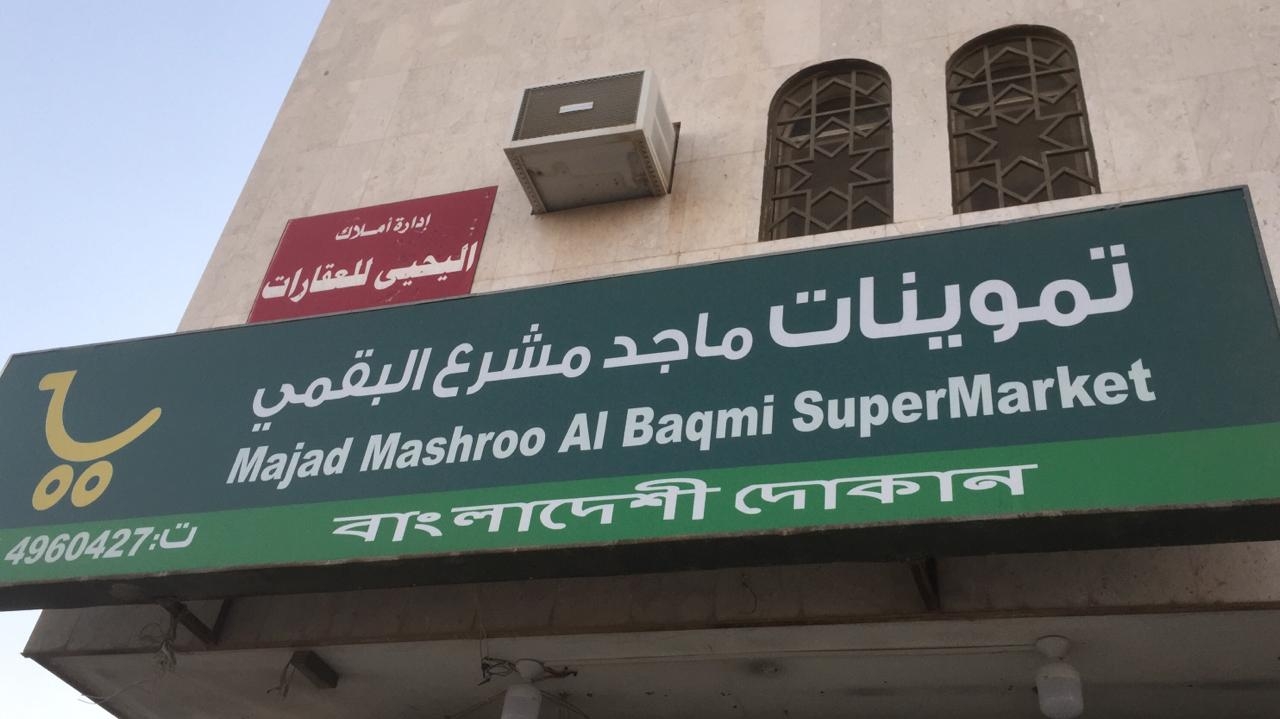 إدارة أملاك
اليحيى للعقارات
تموينات ماجد مشرع البقمي
Majad Mashroo Al Baqmi SuperMarket
বাংলাদেশী দোকান
ت:4960427